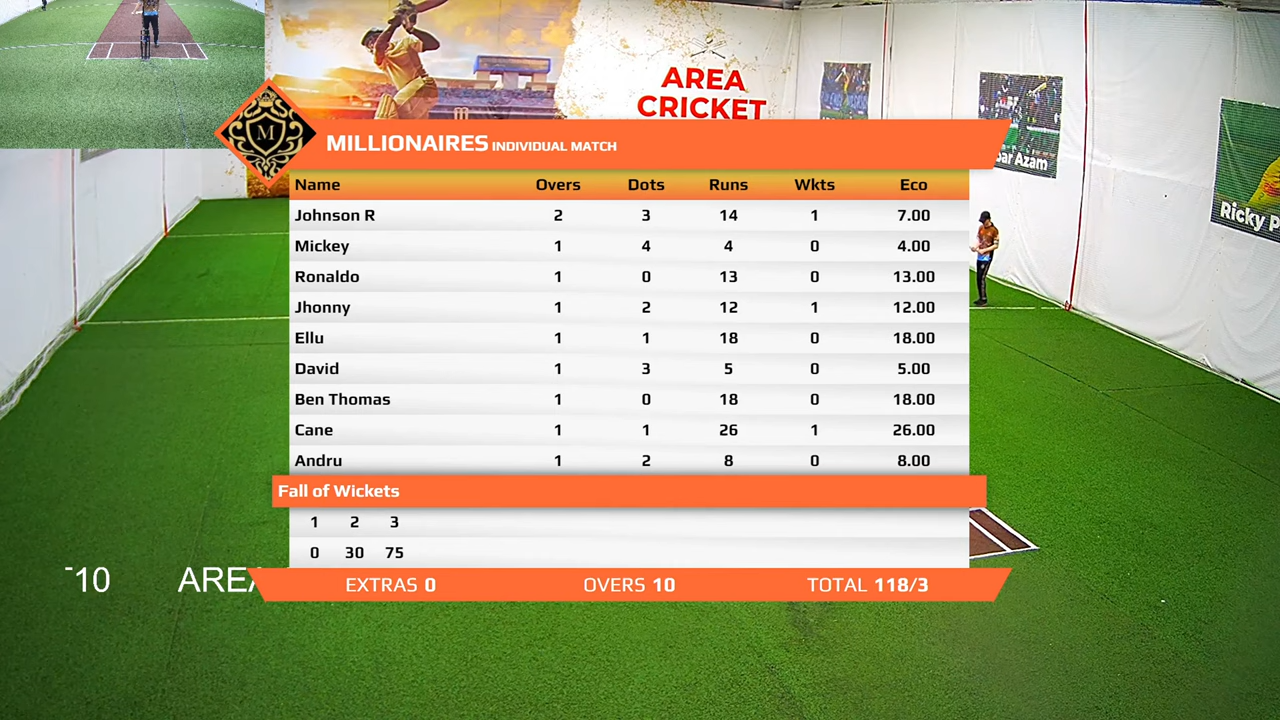 AREA
CRICKET
bar Azam
Ricky P
M
MILLIONAIRES INDIVIDUAL MATCH
Name Overs Dots Runs Wkts Eco
Johnson R 2 3 14 1 7.00
Mickey 1 4 4 0 4.00
Ronaldo 1 0 13 0 13.00
Jhonny 1 2 12 1 12.00
Ellu 1 1 18 0 18.00
David 1 3 5 0 5.00
Ben Thomas 1 0 18 0 18.00
Cane 1 1 26 1 26.00
Andru 1 2 8 0 8.00
Fall of Wickets
1 2 3
0 30 75
-10 AREA
EXTRAS 0 OVERS 10 TOTAL 118/3